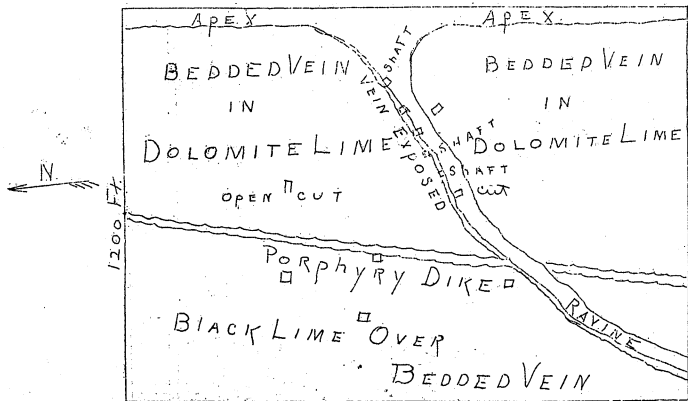 APEX
APEX
BEDDED VEIN
IN
DOLOMITE LIME
OPEN CUT
SHAFT
VEIN EXPOSED
SHAFT
SHAFT
CUT
BEDDED VEIN
IN
DOLOMITE LIME
N
1200 FT.
PORPHYRY DIKE
RAVINE
BLACK LIME OVER
BEDDED VEIN